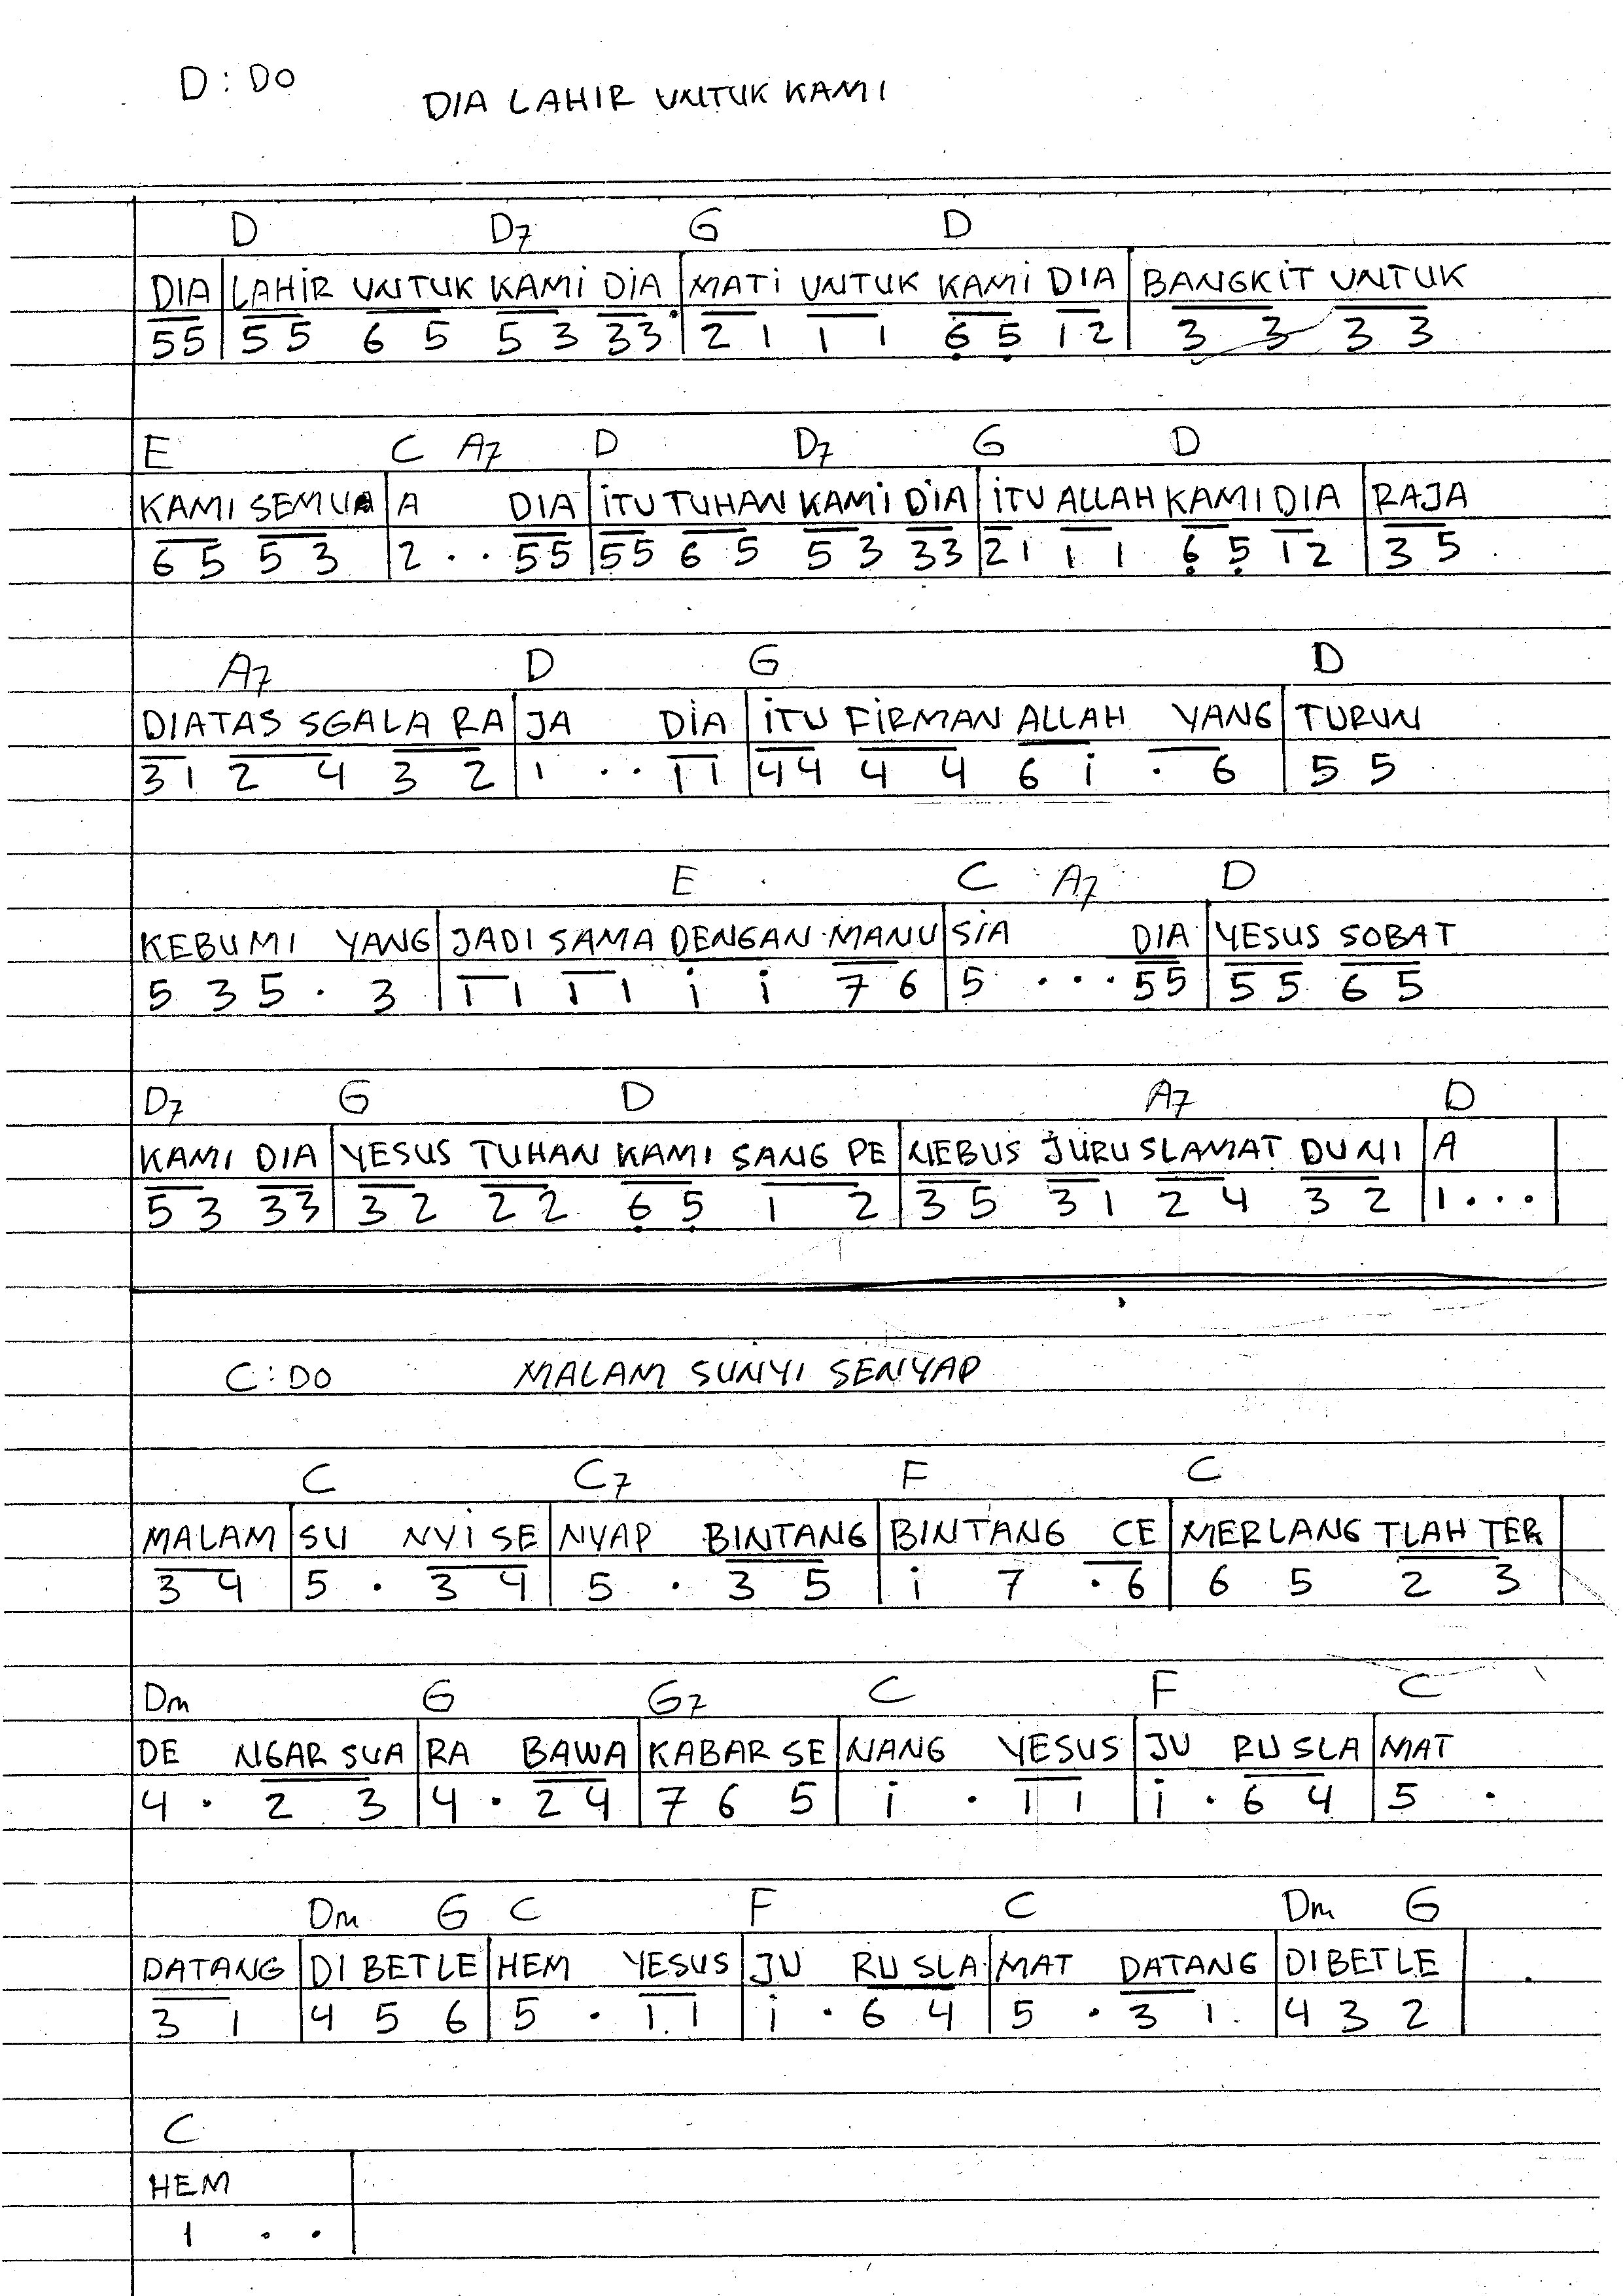 D : DO
DIA LAHIR UNTUK KAMI
D D7 G D
DIA | LAHIR UNTUK KAMI DIA | MATI UNTUK KAMI DIA | BANGKIT UNTUK
55 | 55 6 5 5 3 33 | 2 1 1 1 6̣ 5̣ 1 2 | 3 3 3 3
E C A7 D D7 G D
KAMI SEMUA | A DIA | ITU TUHAN KAMI DIA | ITU ALLAH KAMI DIA | RAJA
6 5 5 3 | 2 . . 55 | 55 6 5 5 3 33 | 21 1 1 6̣ 5̣ 12 | 3 5
A7 D G D
DIATAS SGALA RA | JA DIA | ITU FIRMAN ALLAH YANG | TURUN
31 2 4 3 2 | 1 . . 11 | 44 4 4 6 i . 6 | 5 5
E C A7 D
KEBUMI YANG | JADI SAMA DENGAN MANU | SIA DIA | YESUS SOBAT
5 3 5 . 3 | 1 1 1 1 i i 7 6 | 5 . . . 55 | 55 6 5
D7 G D A7 D
KAMI DIA | YESUS TUHAN KAMI SANG PE | NEBUS JURUSLAMAT DUNI | A |
5 3 33 | 3 2 2 2 6̣ 5̣ 1 2 | 3 5 3 1 2 4 3 2 | 1 . . . |
C : DO MALAM SUNYI SENYAP
C C7 F C
MALAM | SU NYI SE | NYAP BINTANG | BINTANG CE | MERLANG TLAH TER |
3 4 | 5 . 3 4 | 5 . 3 5 | i 7 . 6 | 6 5 2 3 |
Dm G G7 C F C
DE NGAR SUA | RA BAWA | KABAR SE | NANG YESUS | JU RU SLA | MAT
4 . 2 3 | 4 . 2 4 | 7 6 5 | i . 1 1 | i . 6 4 | 5 .
Dm G C F C Dm G
DATANG | DI BETLE | HEM YESUS | JU RU SLA | MAT DATANG | DIBETLE |
3 1 | 4 5 6 | 5 . 1 1 | i . 6 4 | 5 . 3 1 | 4 3 2 |
C
HEM |
1 . . |